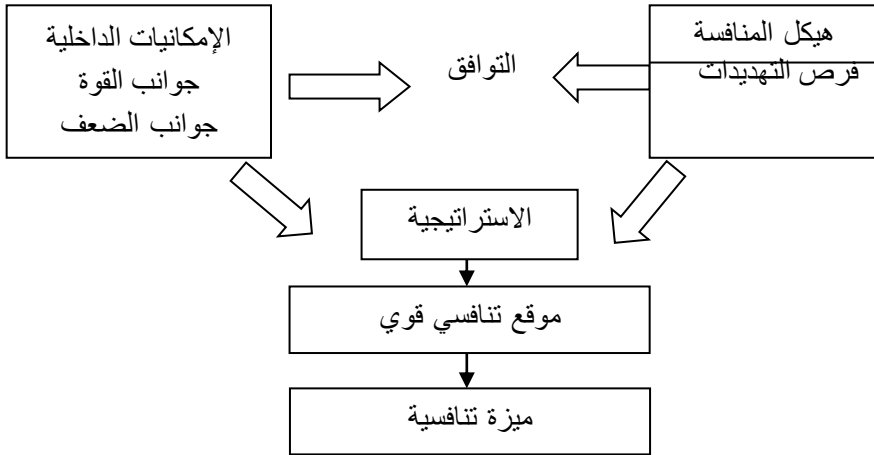 هيكل المنافسة
فرص التهديدات
التوافق
الإمكانيات الداخلية
جوانب القوة
جوانب الضعف
الاستراتيجية
موقع تنافسي قوي
ميزة تنافسية